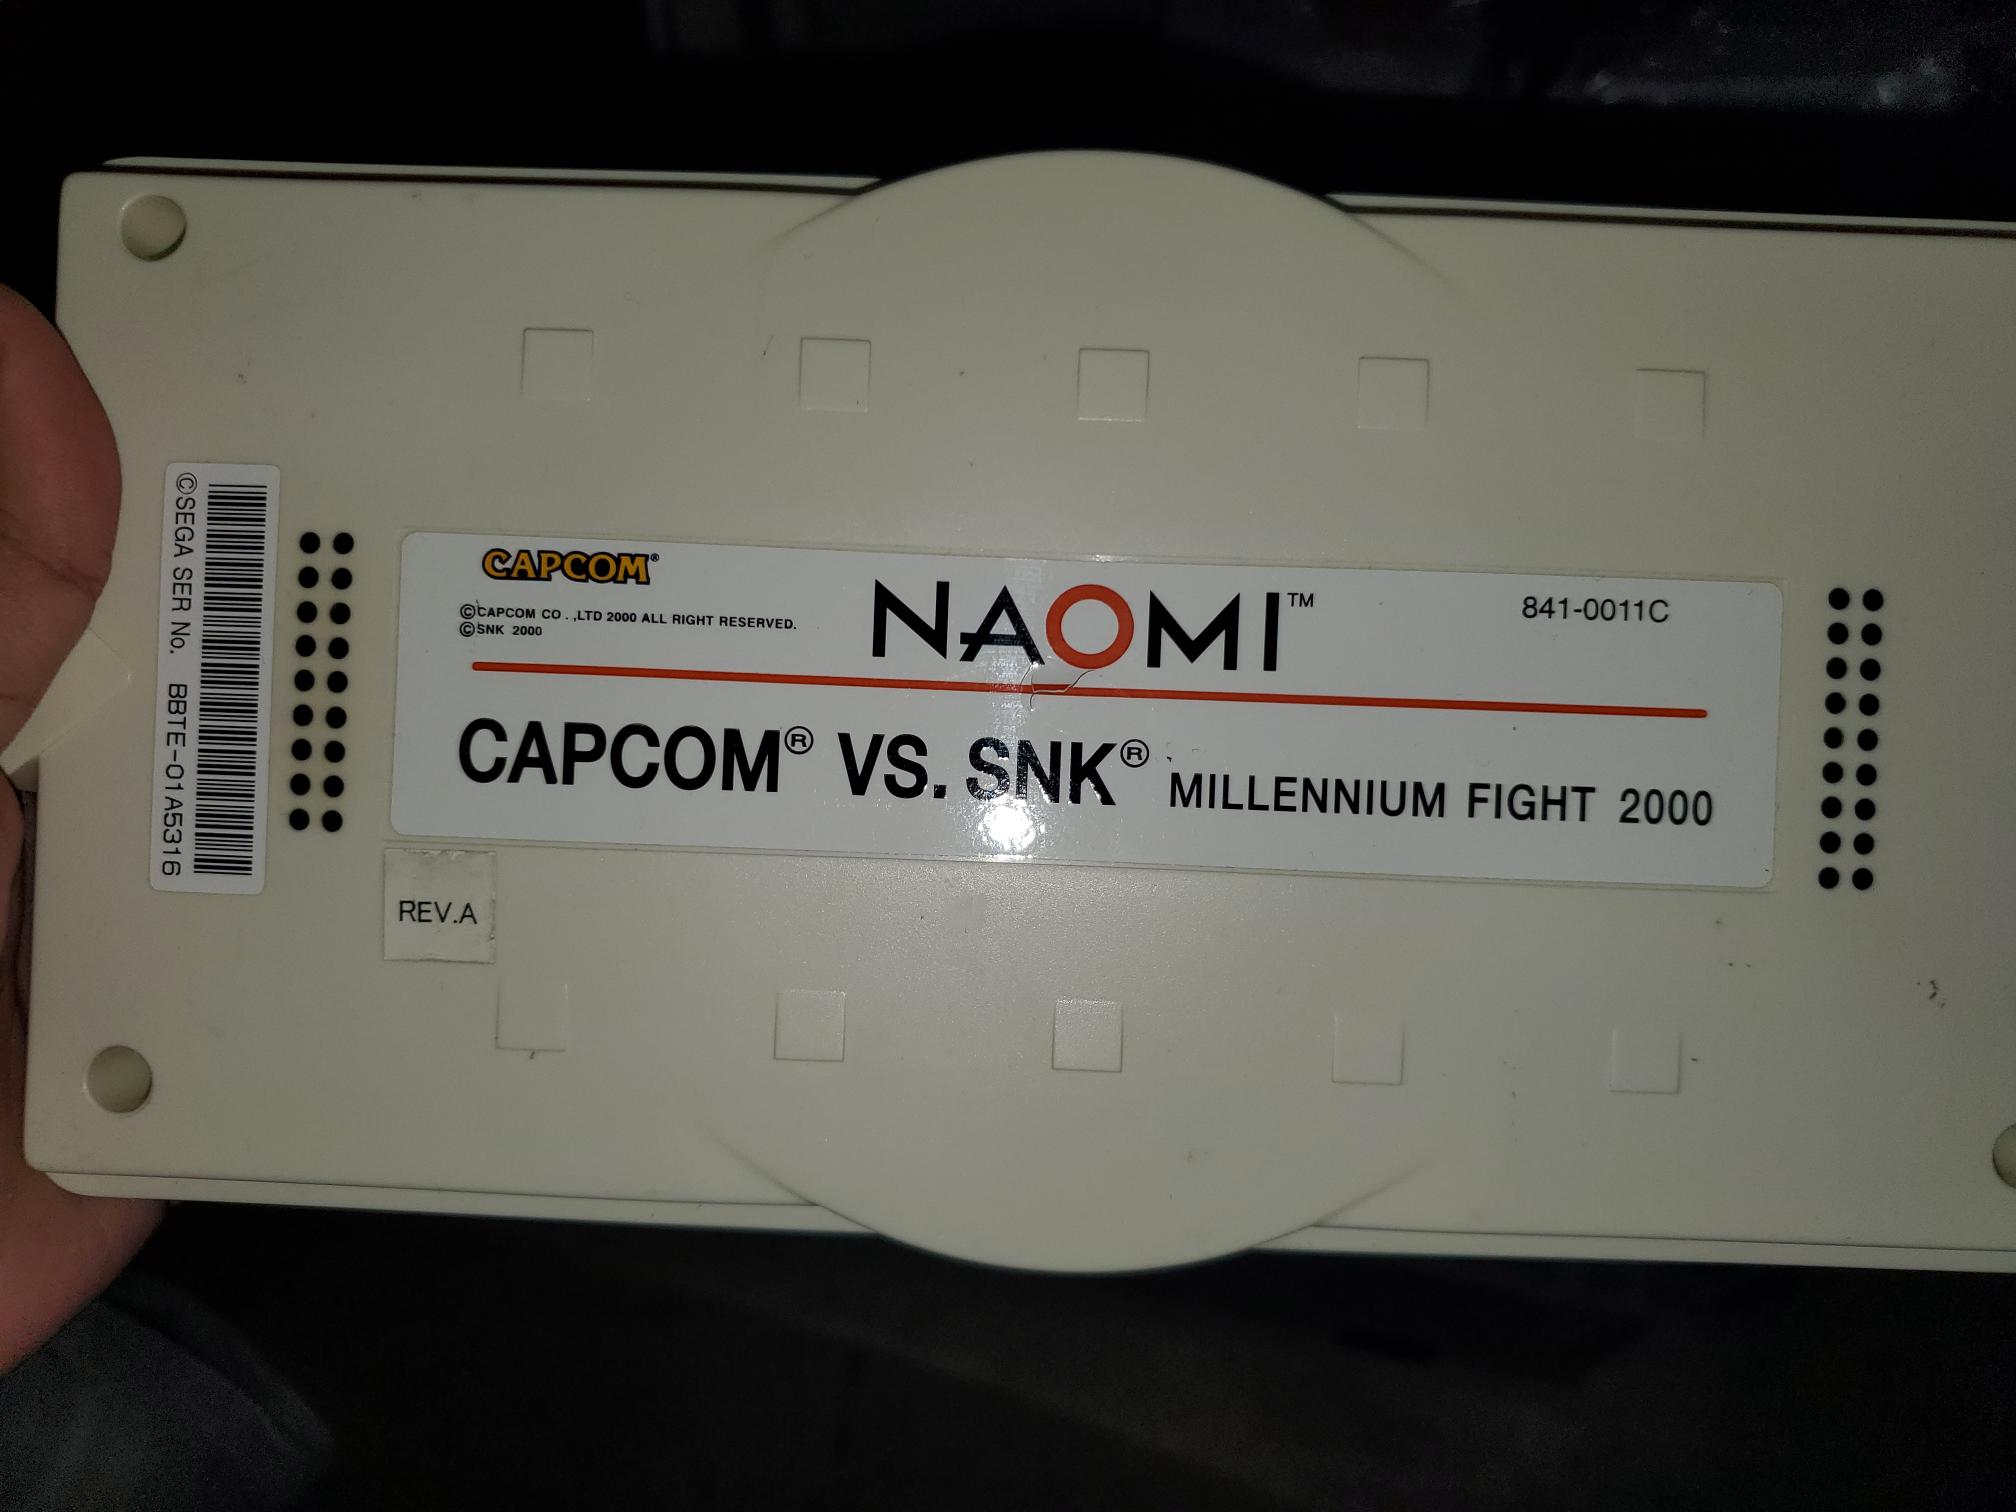 CAPCOM®
©CAPCOM CO .,LTD 2000 ALL RIGHT RESERVED.
©SNK 2000
NAOMI™
841-0011C
CAPCOM® VS. SNK® MILLENNIUM FIGHT 2000
REV.A
©SEGA SER No. BBTE-01A5316